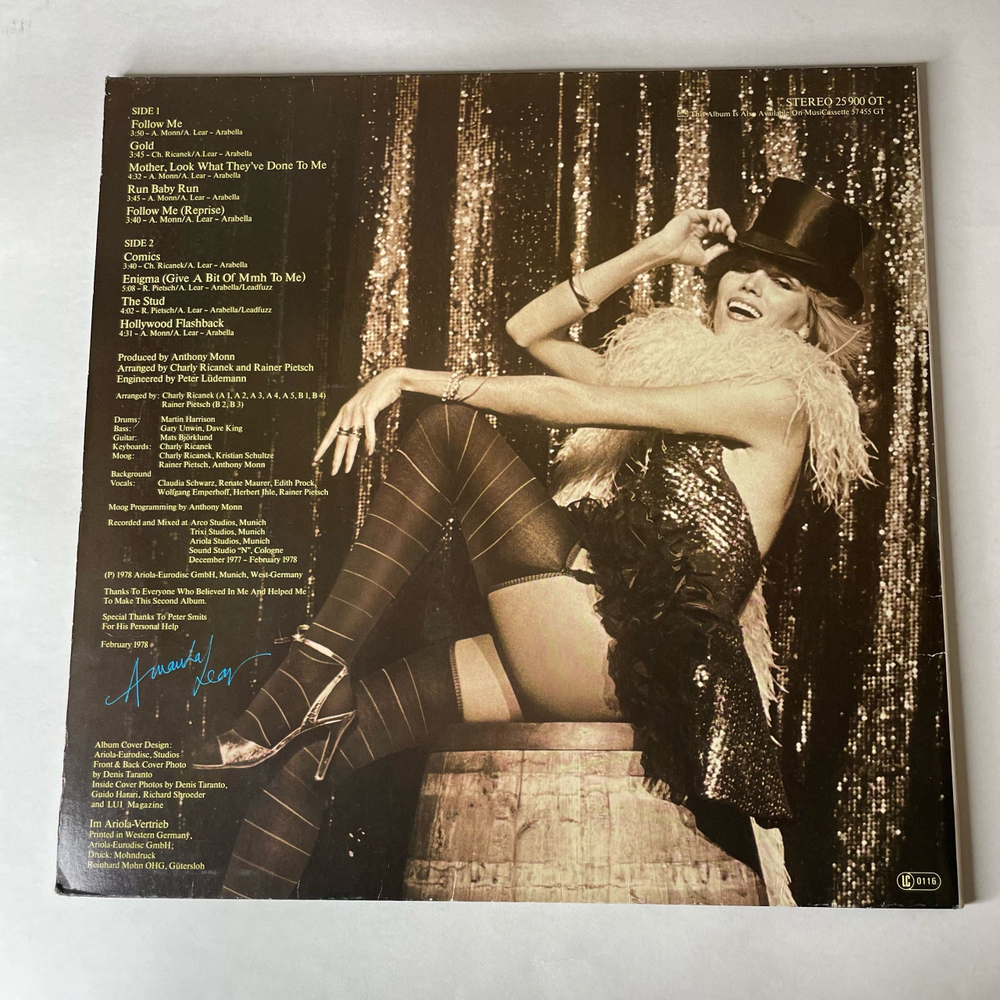 SIDE 1
Follow Me
3:50 – A. Monn/A. Lear – Arabella
Gold
3:45 – Ch. Ricanek/A.Lear – Arabella
Mother, Look What They've Done To Me
4:32 – A. Monn/A. Lear – Arabella
Run Baby Run
3:45 – A. Monn/A. Lear – Arabella
Follow Me (Reprise)
3:40 – A. Monn/A. Lear – Arabella
SIDE 2
Comics
3:40 – Ch. Ricanek/A. Lear – Arabella
Enigma (Give A Bit Of Mmh To Me)
5:08 – R. Pietsch/A. Lear – Arabella/Leadfuzz
The Stud
4:02 – R. Pietsch/A. Lear – Arabella/Leadfuzz
Hollywood Flashback
4:31 – A. Monn/A. Lear – Arabella
Produced by Anthony Monn
Arranged by Charly Ricanek and Rainer Pietsch
Engineered by Peter Lüdemann
Arranged by: Charly Ricanek (A 1, A 2, A 3, A 4, A 5, B 1, B 4)
Rainer Pietsch (B 2, B 3)
Drums: Martin Harrison
Bass: Gary Unwin, Dave King
Guitar: Mats Björklund
Keyboards: Charly Ricanek
Moog: Charly Ricanek, Kristian Schultze
Rainer Pietsch, Anthony Monn
Background
Vocals: Claudia Schwarz, Renate Maurer, Edith Prock,
Wolfgang Emperhoff, Herbert Ihle, Rainer Pietsch
Moog Programming by Anthony Monn
Recorded and Mixed at Arco Studios, Munich
Trixi Studios, Munich
Ariola Studios, Munich
Sound Studio "N", Cologne
December 1977 – February 1978
(P) 1978 Ariola-Eurodisc GmbH, Munich, West-Germany
Thanks To Everyone Who Believed In Me And Helped Me
To Make This Second Album.
Special Thanks To Peter Smits
For His Personal Help
February 1978
Amanda Lear
Album Cover Design:
Ariola-Eurodisc, Studios
Front & Back Cover Photo
by Denis Taranto
Inside Cover Photos by Denis Taranto,
Guido Harari, Richard Shroeder
and LUI Magazine
Im Ariola-Vertrieb
Printed in Western Germany,
Ariola-Eurodisc GmbH;
Druck: Mohndruck
Reinhard Mohn OHG, Gütersloh
STEREO 25 900 OT
This Album Is Also Available On MusiCassette 57 455 GT
LC 0116